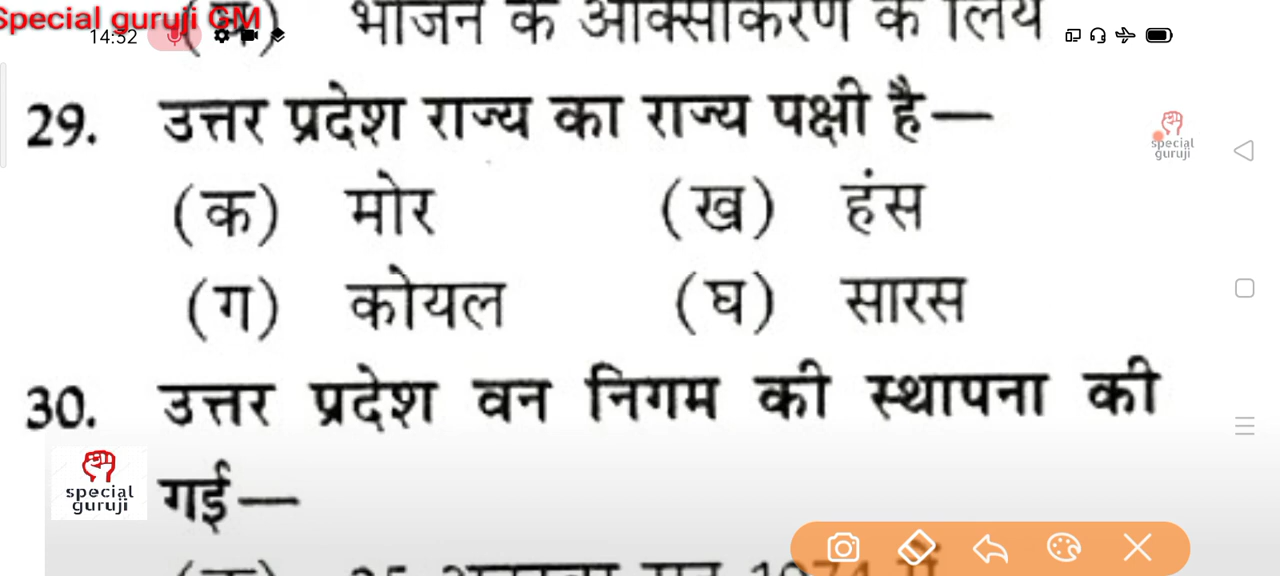 Special guruji GM
14:52
भोजन के ऑक्सीकरण के लिये
29. उत्तर प्रदेश राज्य का राज्य पक्षी है—
(क) मोर (ख) हंस
(ग) कोयल (घ) सारस
special
guruji
30. उत्तर प्रदेश वन निगम की स्थापना की
गई—
special
guruji